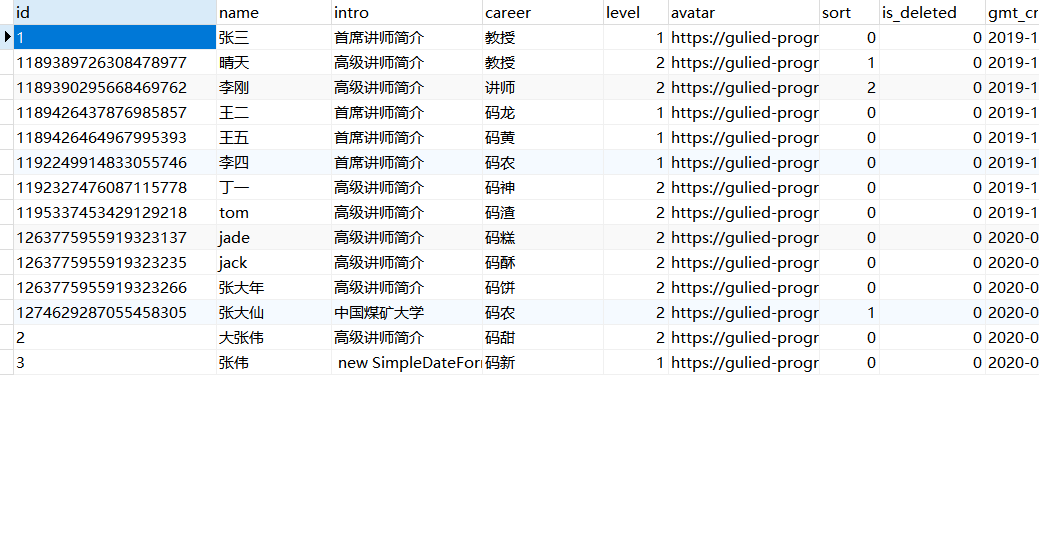 id name intro career level avatar sort is_deleted gmt_cr
1 张三 首席讲师简介 教授 1 https://gulied-progr 0 0 2019-1
1189389726308478977 晴天 高级讲师简介 教授 2 https://gulied-progr 1 0 2019-1
1189390295668469762 李刚 高级讲师简介 讲师 2 https://gulied-progr 2 0 2019-1
1189426437876985857 王二 首席讲师简介 码龙 1 https://gulied-progr 0 0 2019-1
1189426464967995393 王五 首席讲师简介 码黄 1 https://gulied-progr 0 0 2019-1
1192249914833055746 李四 首席讲师简介 码农 1 https://gulied-progr 0 0 2019-1
1192327476087115778 丁一 高级讲师简介 码神 2 https://gulied-progr 0 0 2019-1
1195337453429129218 tom 高级讲师简介 码渣 2 https://gulied-progr 0 0 2019-1
1263775955919323137 jade 高级讲师简介 码糕 2 https://gulied-progr 0 0 2020-0
1263775955919323235 jack 高级讲师简介 码酥 2 https://gulied-progr 0 0 2020-0
1263775955919323266 张大年 高级讲师简介 码饼 2 https://gulied-progr 0 0 2020-0
1274629287055458305 张大仙 中国煤矿大学 码农 2 https://gulied-progr 1 0 2020-0
2 大张伟 高级讲师简介 码甜 2 https://gulied-progr 0 0 2020-0
3 张伟 new SimpleDateFor 码新 1 https://gulied-progr 0 0 2020-0